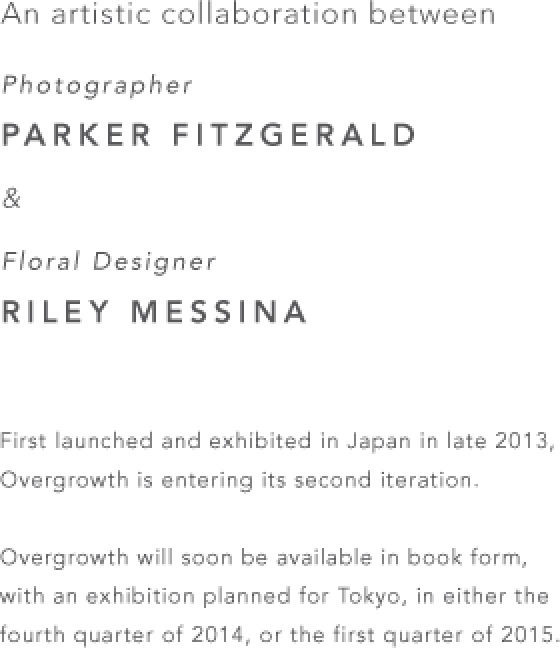 An artistic collaboration between
Photographer
PARKER FITZGERALD
&
Floral Designer
RILEY MESSINA
First launched and exhibited in Japan in late 2013,
Overgrowth is entering its second iteration.
Overgrowth will soon be available in book form,
with an exhibition planned for Tokyo, in either the
fourth quarter of 2014, or the first quarter of 2015.